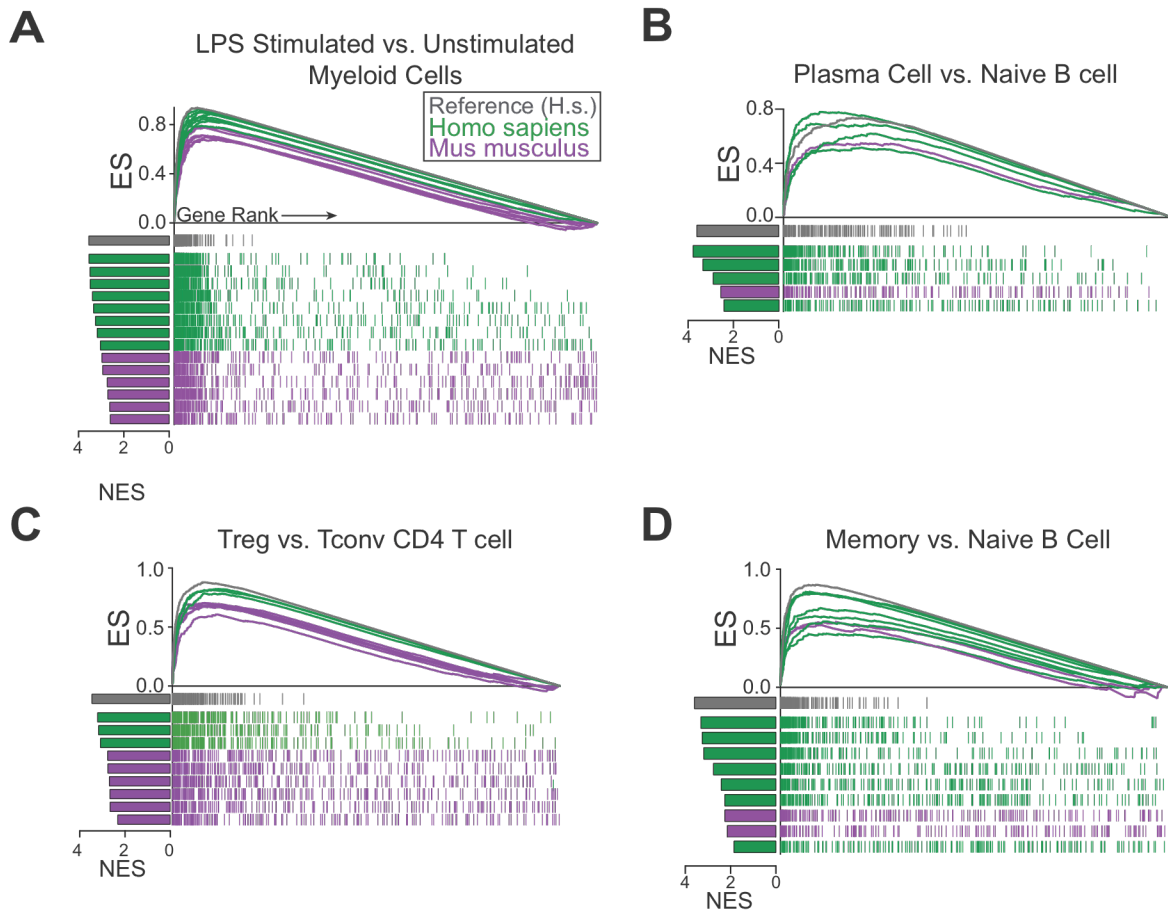 A
LPS Stimulated vs. Unstimulated
Myeloid Cells
Reference (H.s.)
Homo sapiens
Mus musculus
0.8
0.4
0.0
ES
Gene Rank
4 2 0
NES
B
Plasma Cell vs. Naive B cell
0.8
0.4
0
ES
4 2 0
NES
C
Treg vs. Tconv CD4 T cell
1.0
0.5
0.0
ES
4 2 0
NES
D
Memory vs. Naive B Cell
1.0
0.5
0.0
ES
4 2 0
NES